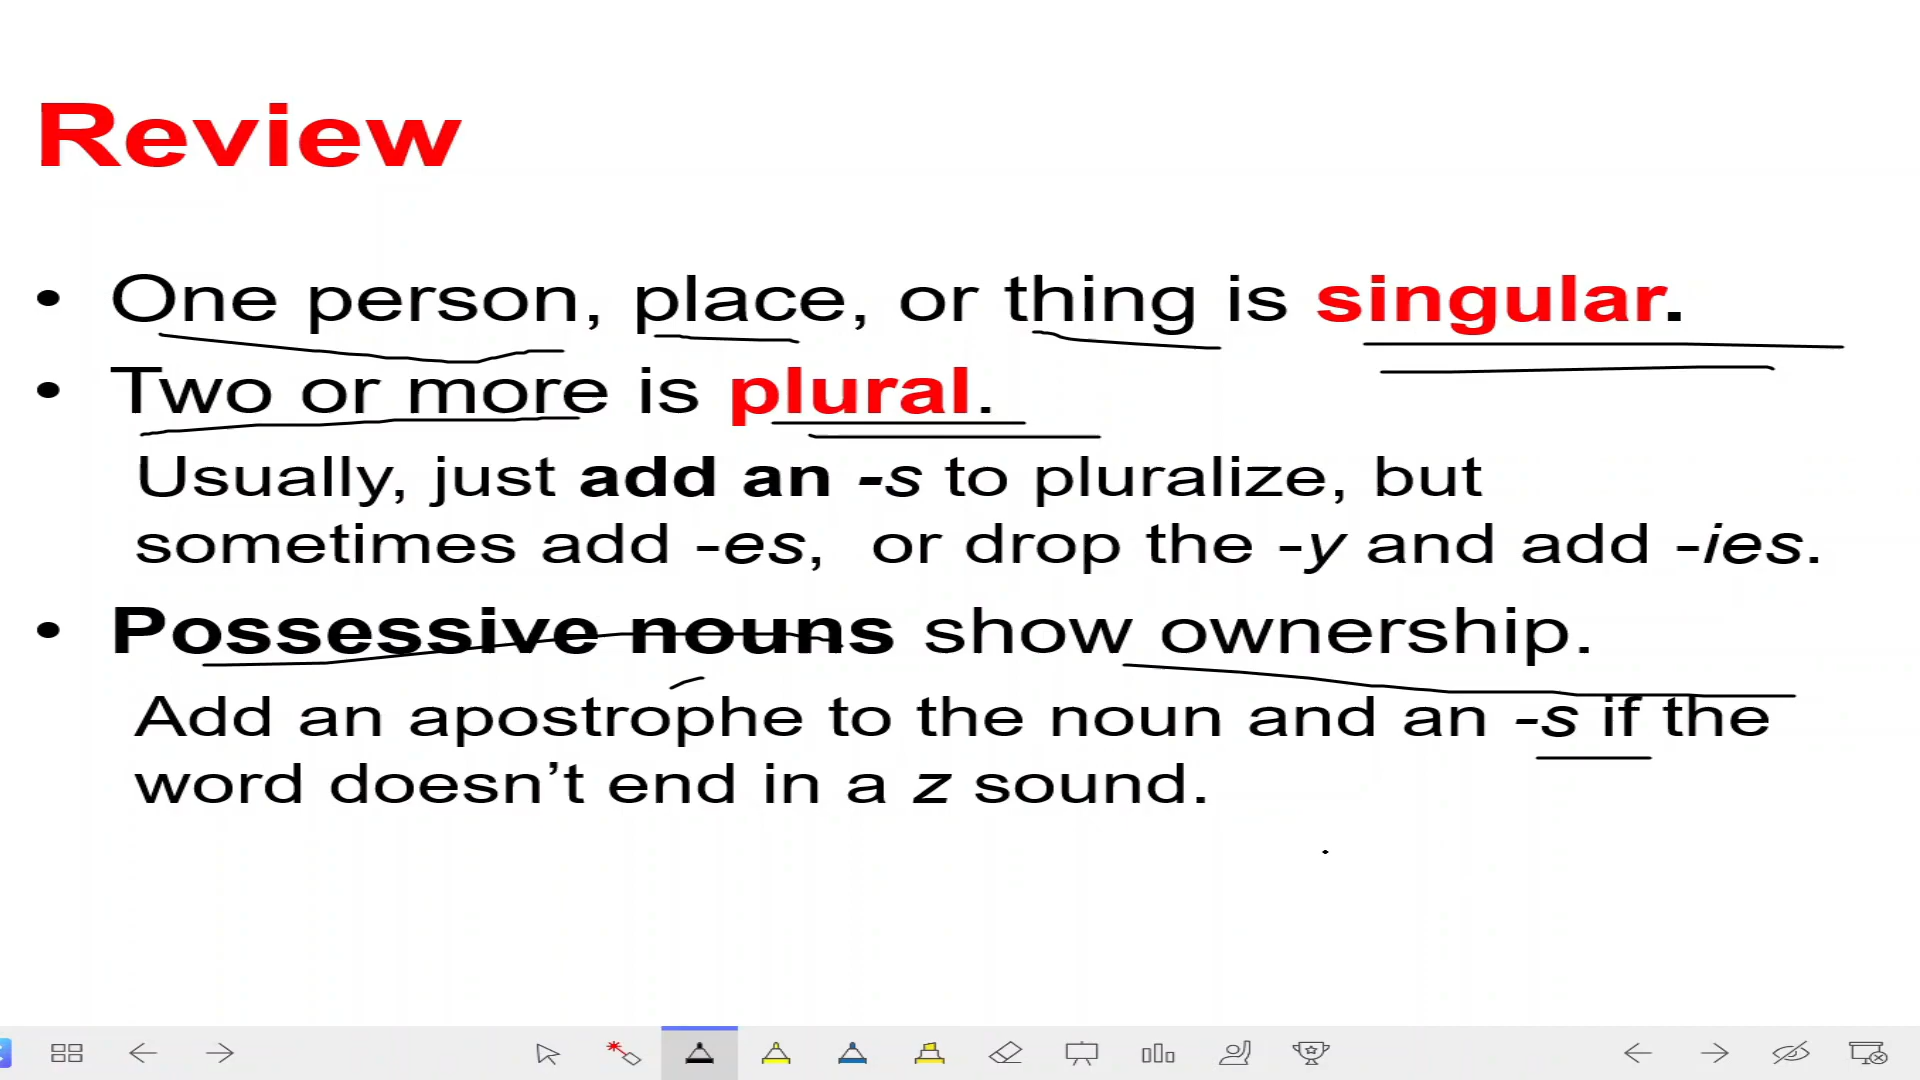 Review
• One person, place, or thing is singular.
• Two or more is plural.
Usually, just add an -s to pluralize, but
sometimes add -es, or drop the -y and add -ies.
• Possessive nouns show ownership.
Add an apostrophe to the noun and an -s if the
word doesn’t end in a z sound.